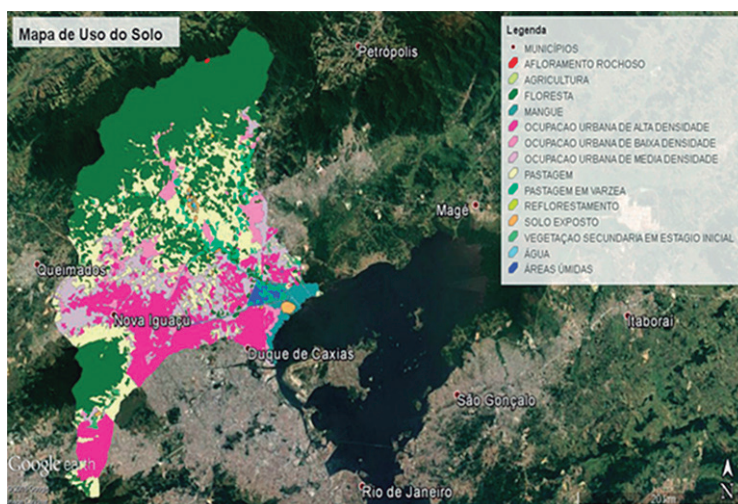 Mapa de Uso do Solo
Petrópolis
Legenda
MUNICÍPIOS
AFLORAMENTO ROCHOSO
AGRICULTURA
FLORESTA
MANGUE
OCUPACAO URBANA DE ALTA DENSIDADE
OCUPACAO URBANA DE BAIXA DENSIDADE
OCUPACAO URBANA DE MEDIA DENSIDADE
PASTAGEM
PASTAGEM EM VARZEA
REFLORESTAMENTO
SOLO EXPOSTO
VEGETAÇAO SECUNDARIA EM ESTAGIO INICIAL
ÁGUA
ÁREAS ÚMIDAS
Magé
Queimados
Nova Iguaçu
Itaboraí
Duque de Caxias
São Gonçalo
Google earth
Rio de Janeiro
N